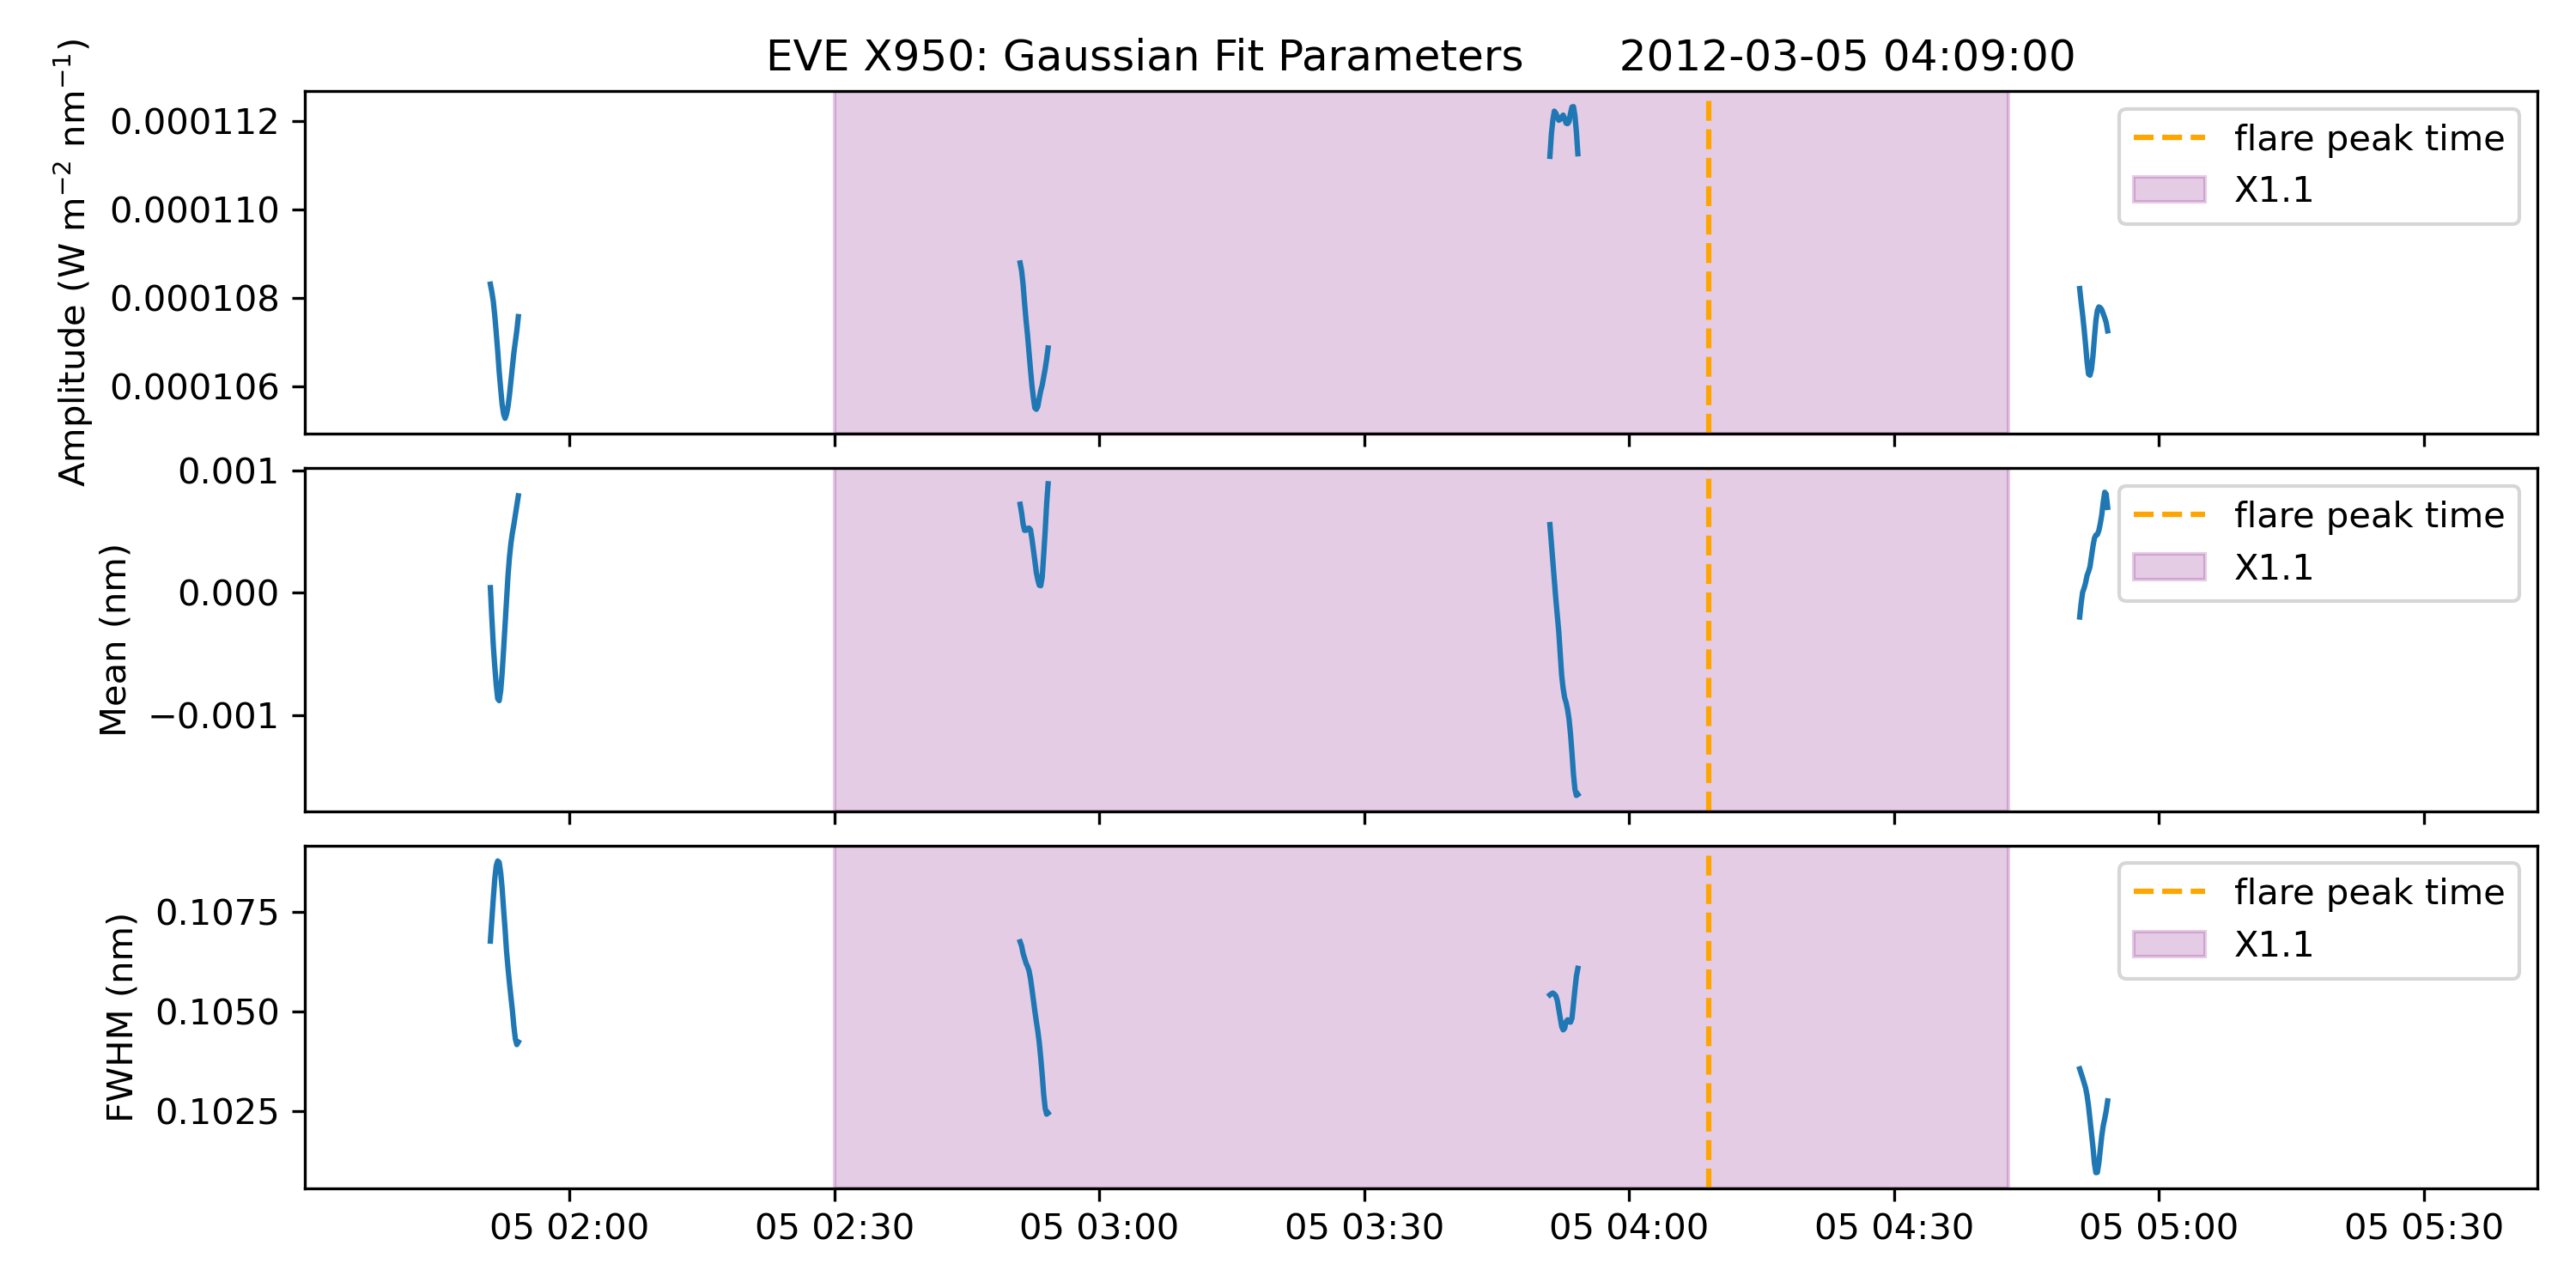 EVE X950: Gaussian Fit Parameters 2012-03-05 04:09:00
Amplitude (W m⁻² nm⁻¹)
0.000112
0.000110
0.000108
0.000106
flare peak time
X1.1
Mean (nm)
0.001
0.000
−0.001
flare peak time
X1.1
FWHM (nm)
0.1075
0.1050
0.1025
flare peak time
X1.1
05 02:00 05 02:30 05 03:00 05 03:30 05 04:00 05 04:30 05 05:00 05 05:30